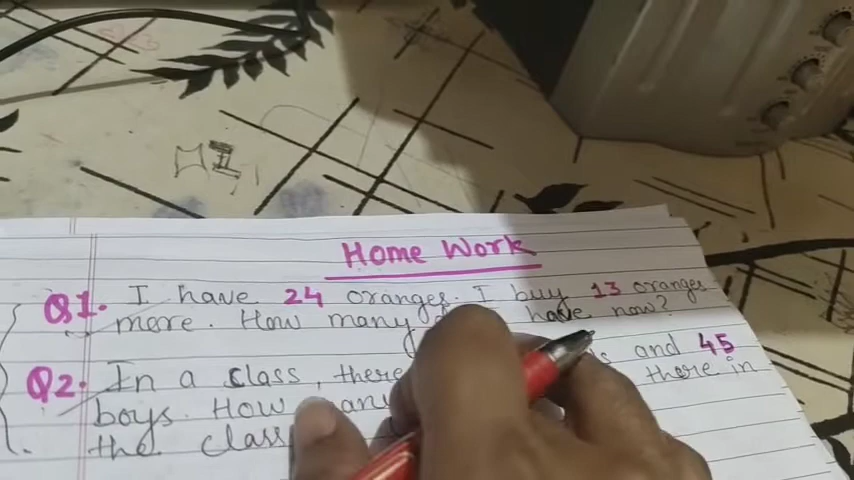 Home Work
Q1. I have 24 oranges. I buy 13 oranges
more. How many have now?
Q2. In a class, there and 45
boys. How there in
the class